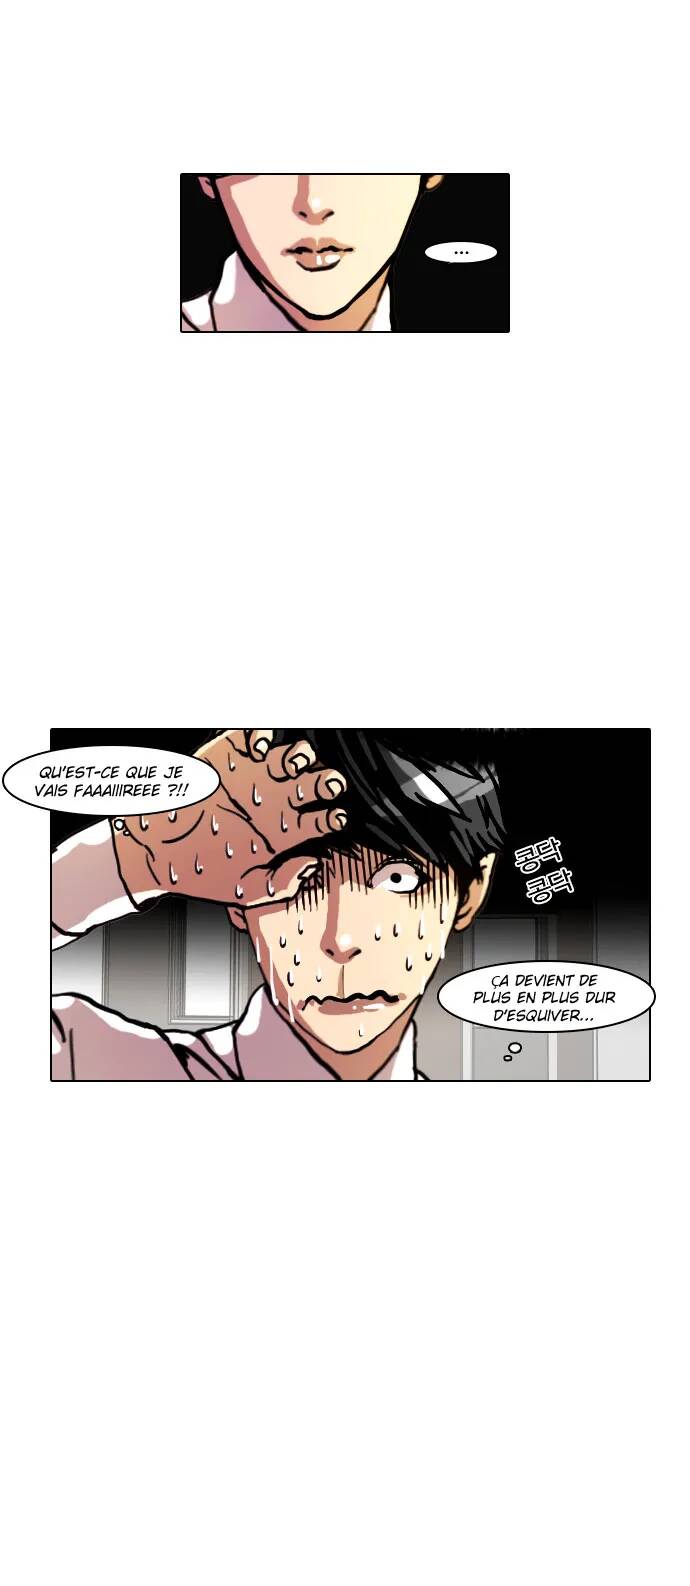 ...
QU'EST-CE QUE JE
VAIS FAAAIIIREEE ?!!
콩닥
콩닥
ÇA DEVIENT DE
PLUS EN PLUS DUR
D'ESQUIVER...